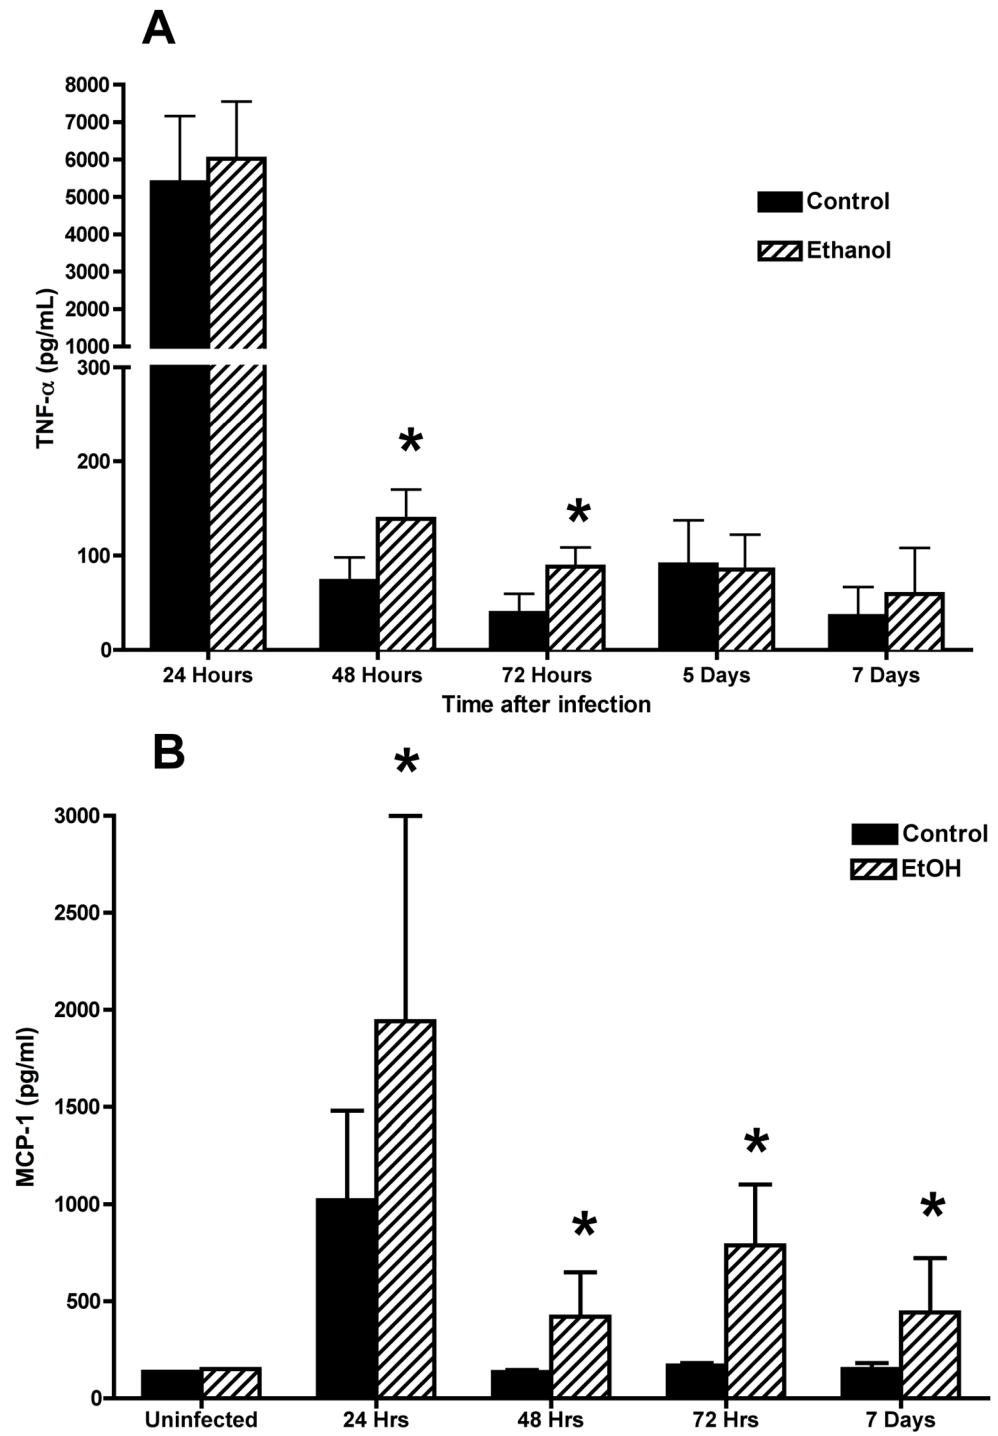 A
8000
7000
6000
5000
4000
3000
2000
1000
300
200
100
0
TNF-α (pg/mL)
Control
Ethanol
*
*
24 Hours 48 Hours 72 Hours 5 Days 7 Days
Time after infection
B
*
3000
2500
2000
1500
1000
500
0
MCP-1 (pg/ml)
Control
EtOH
*
*
*
Uninfected 24 Hrs 48 Hrs 72 Hrs 7 Days